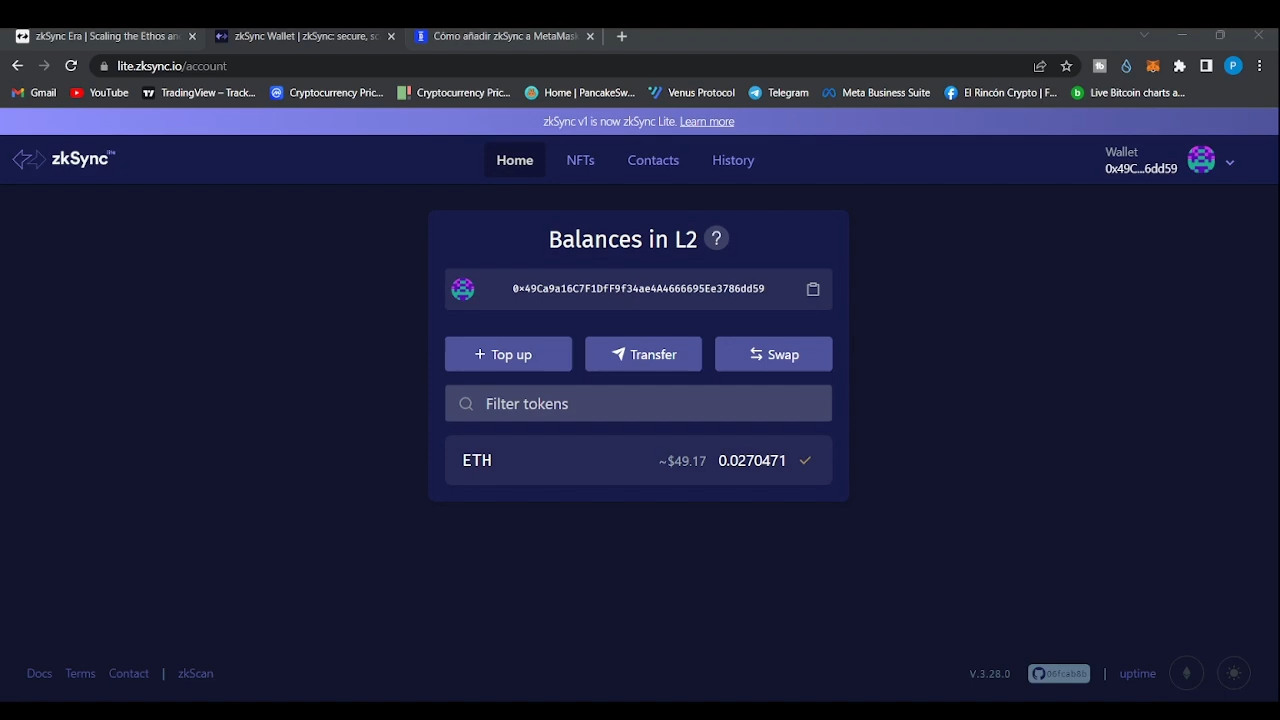 zkSync Era | Scaling the Ethos an
zkSync Wallet | zkSync: secure, sc
Cómo añadir zkSync a MetaMask
lite.zksync.io/account
Gmail
YouTube
TradingView – Track...
Cryptocurrency Pric...
Cryptocurrency Pric...
Home | PancakeSw...
Venus Protocol
Telegram
Meta Business Suite
El Rincón Crypto | F...
Live Bitcoin charts a...
zkSync v1 is now zkSync Lite. Learn more
zkSync lite
Home
NFTs
Contacts
History
Wallet
0x49C...6dd59
Balances in L2 ?
0x49Ca9a16C7F1DfF9f34ae4A4666695Ee3786dd59
+ Top up
Transfer
Swap
Filter tokens
ETH ~$49.17 0.0270471
Docs Terms Contact | zkScan
V.3.28.0 06fcab8b | uptime